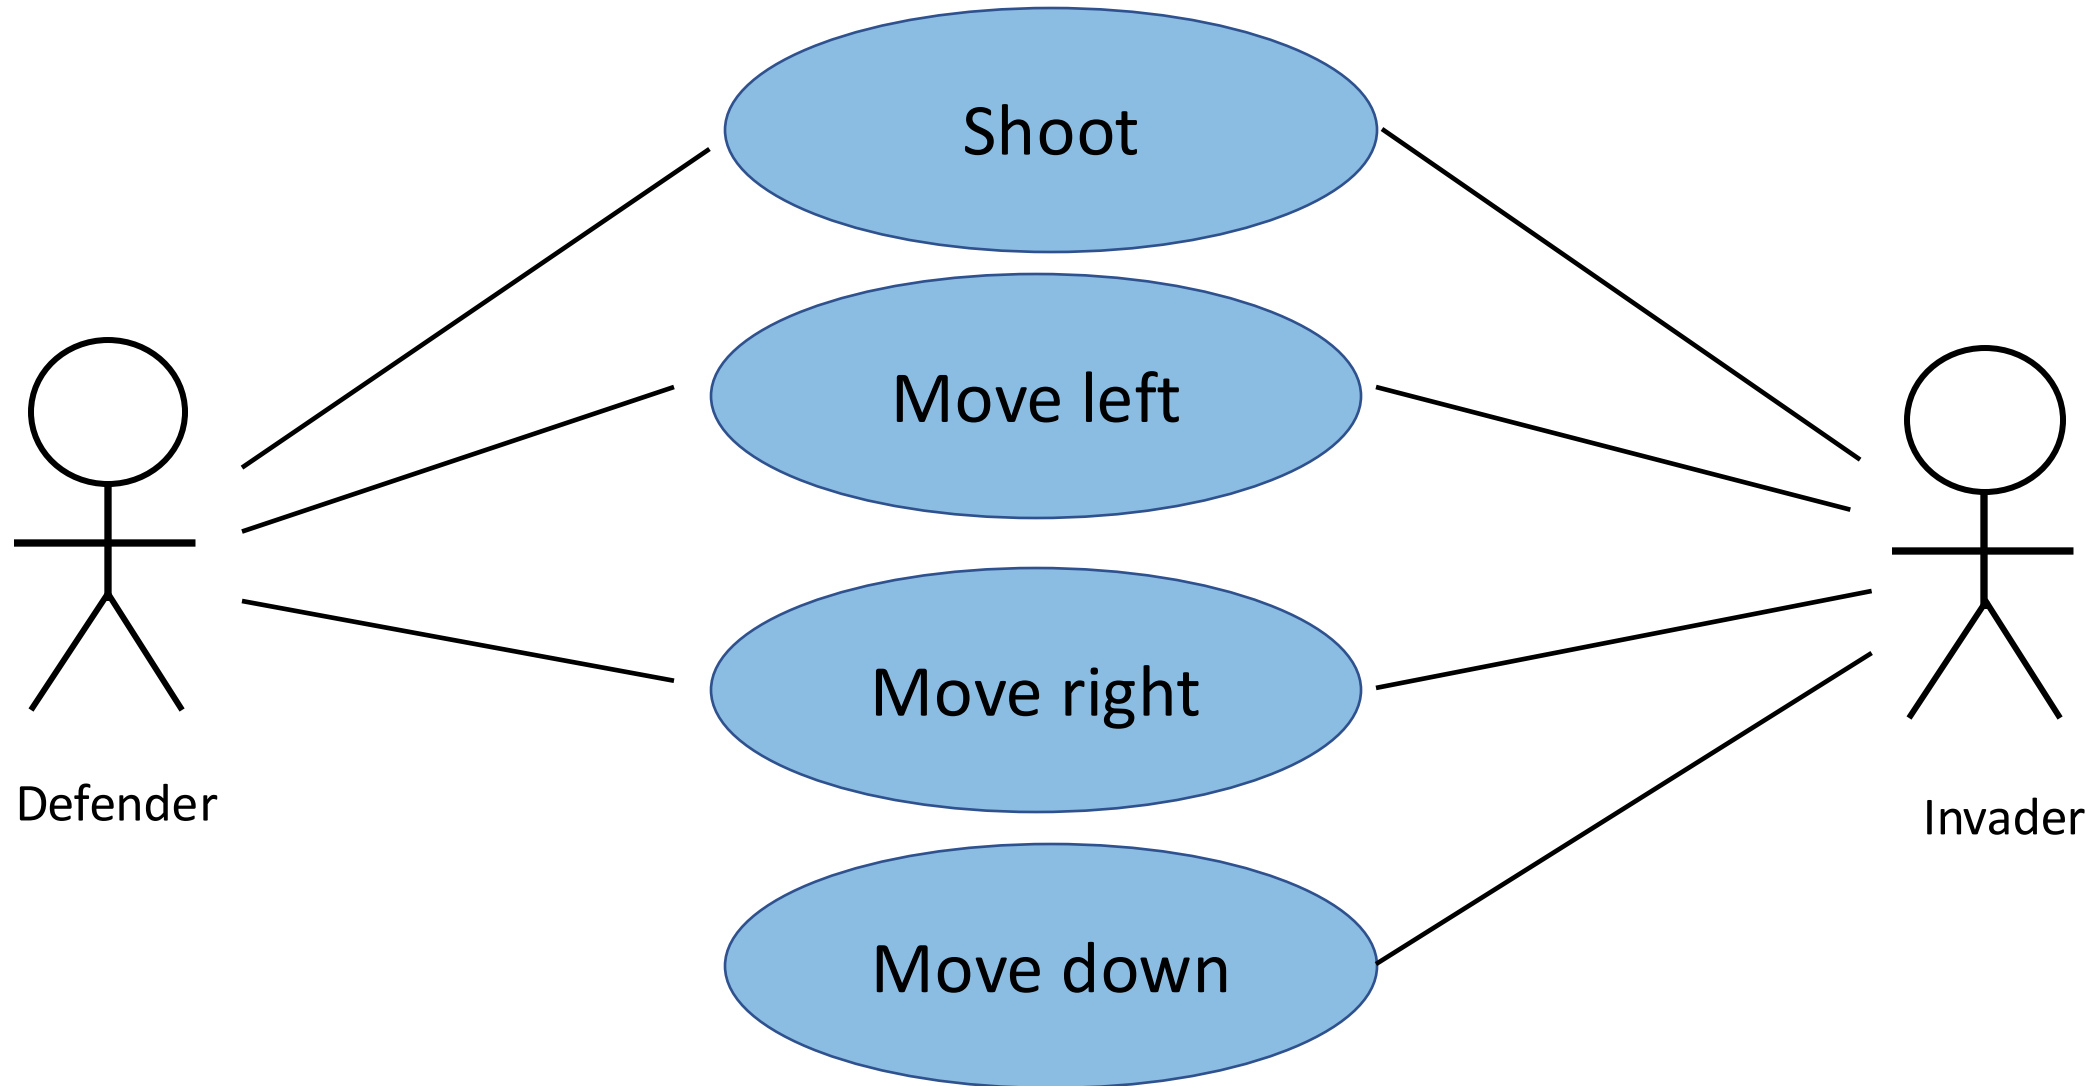 Shoot
Move left
Move right
Defender
Invader
Move down